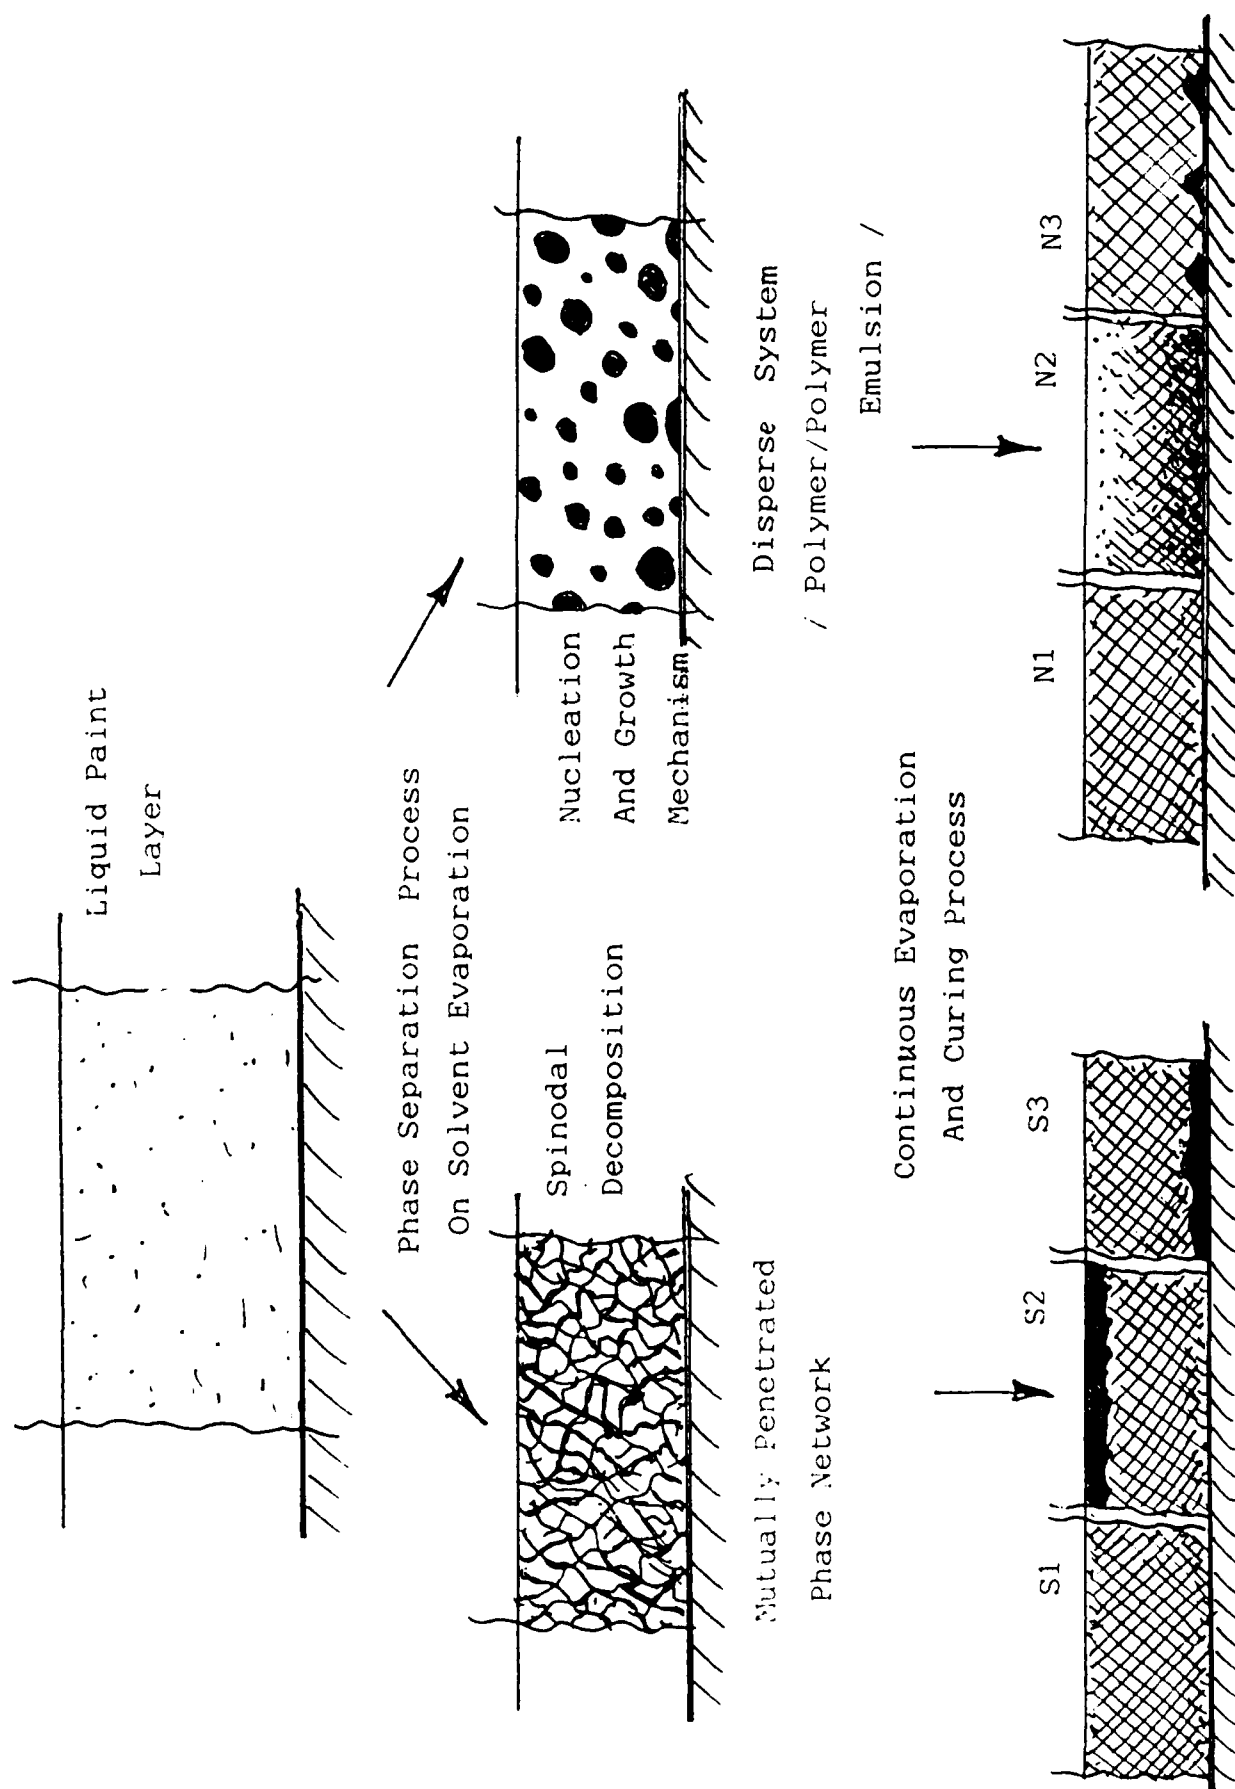 Liquid Paint
Layer
Phase Separation Process
On Solvent Evaporation
Spinodal
Decomposition
Nucleation
And Growth
Mechanism
Mutually Penetrated
Phase Network
Disperse System
/ Polymer/Polymer
Emulsion /
Continuous Evaporation
And Curing Process
S1
S2
S3
N1
N2
N3